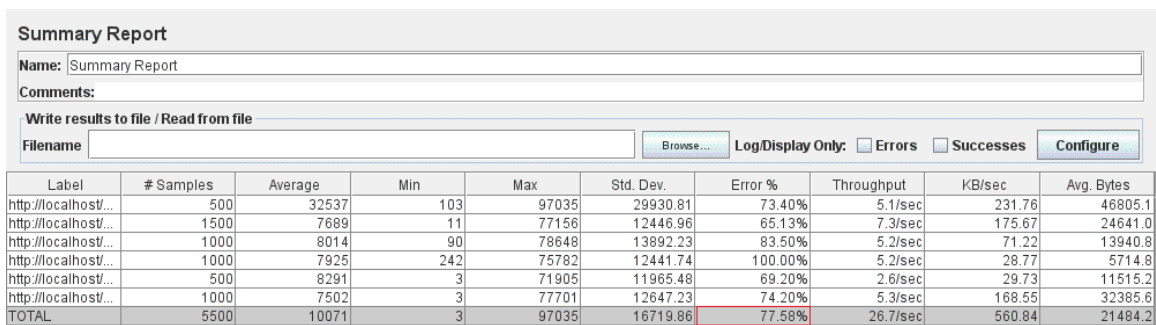 Summary Report
Name: Summary Report
Comments:
Write results to file / Read from file
Filename Browse... Log/Display Only: Errors Successes Configure
Label # Samples Average Min Max Std. Dev. Error % Throughput KB/sec Avg. Bytes
http://localhost/... 500 32537 103 97035 29930.81 73.40% 5.1/sec 231.76 46805.1
http://localhost/... 1500 7689 11 77156 12446.96 65.13% 7.3/sec 175.67 24641.0
http://localhost/... 1000 8014 90 78648 13892.23 83.50% 5.2/sec 71.22 13940.8
http://localhost/... 1000 7925 242 75782 12441.74 100.00% 5.2/sec 28.77 5714.8
http://localhost/... 500 8291 3 71905 11965.48 69.20% 2.6/sec 29.73 11515.2
http://localhost/... 1000 7502 3 77701 12647.23 74.20% 5.3/sec 168.55 32385.6
TOTAL 5500 10071 3 97035 16719.86 77.58% 26.7/sec 560.84 21484.2